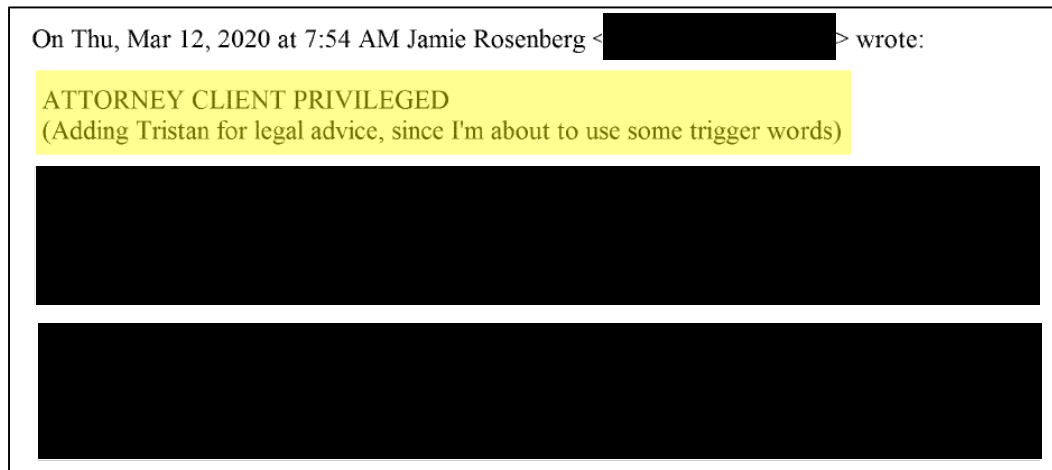 On Thu, Mar 12, 2020 at 7:54 AM Jamie Rosenberg < > wrote:
ATTORNEY CLIENT PRIVILEGED
(Adding Tristan for legal advice, since I'm about to use some trigger words)